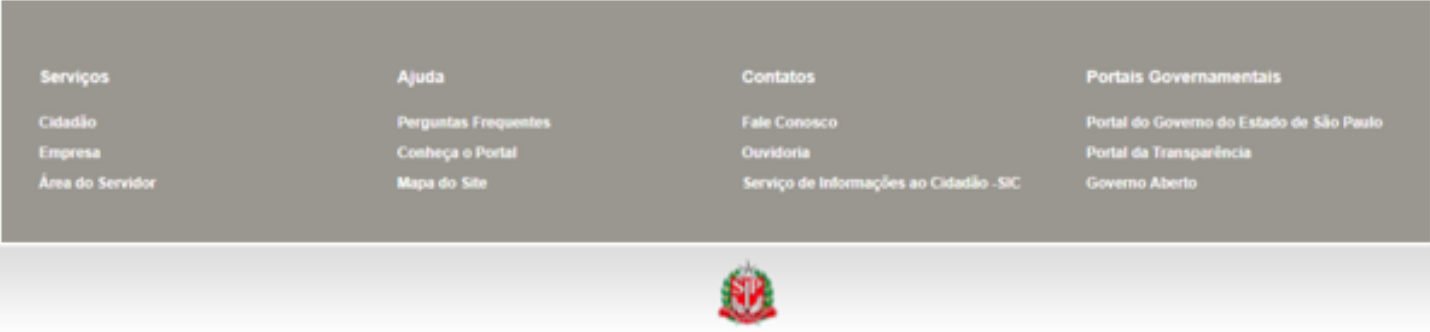 Serviços
Cidadão
Empresa
Área do Servidor
Ajuda
Perguntas Frequentes
Conheça o Portal
Mapa do Site
Contatos
Fale Conosco
Ouvidoria
Serviço de Informações ao Cidadão -SIC
Portais Governamentais
Portal do Governo do Estado de São Paulo
Portal da Transparência
Governo Aberto
SP